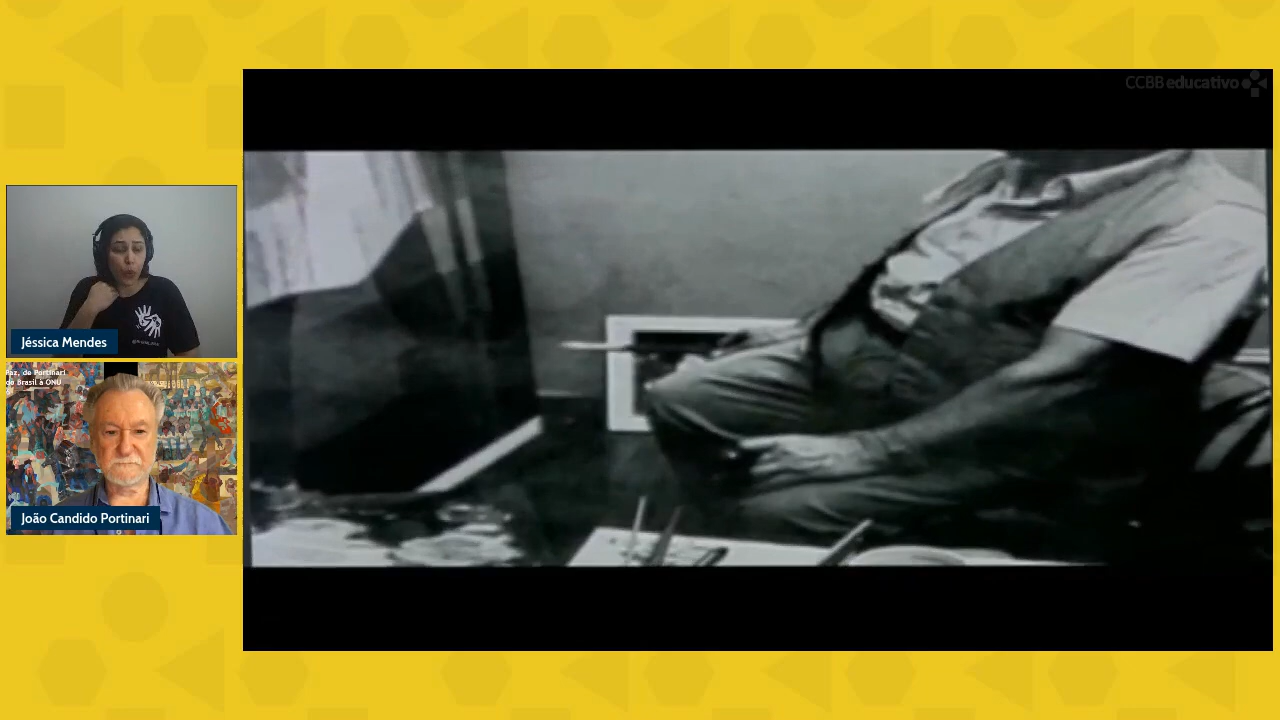 CCBB educativo
Jéssica Mendes
Paz, de Portinari
do Brasil à ONU
João Candido Portinari